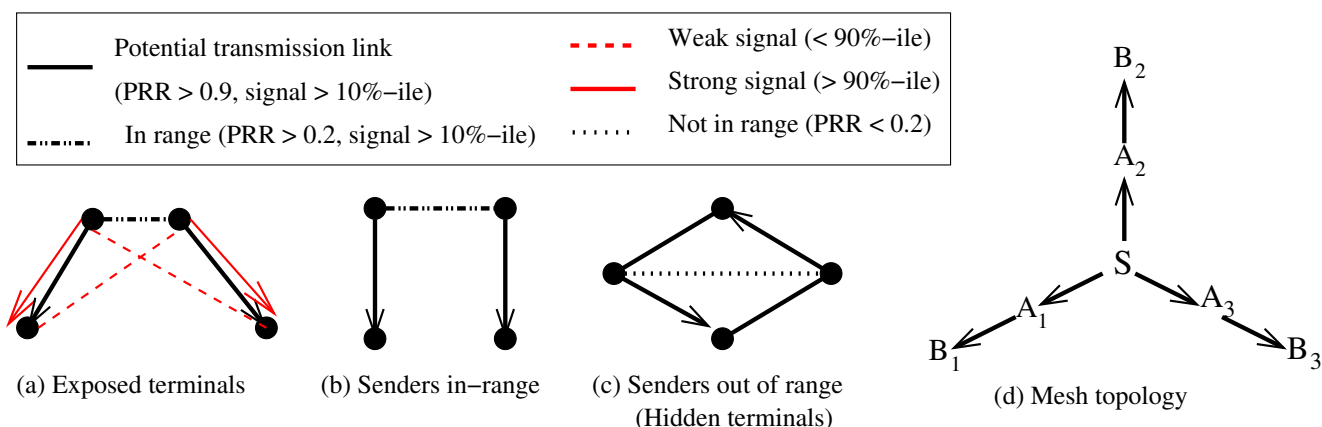 Potential transmission link
(PRR > 0.9, signal > 10%−ile)
In range (PRR > 0.2, signal > 10%−ile)
Weak signal (< 90%−ile)
Strong signal (> 90%−ile)
Not in range (PRR < 0.2)
(a) Exposed terminals
(b) Senders in−range
(c) Senders out of range
(Hidden terminals)
B2
A2
S
A1
A3
B1
B3
(d) Mesh topology